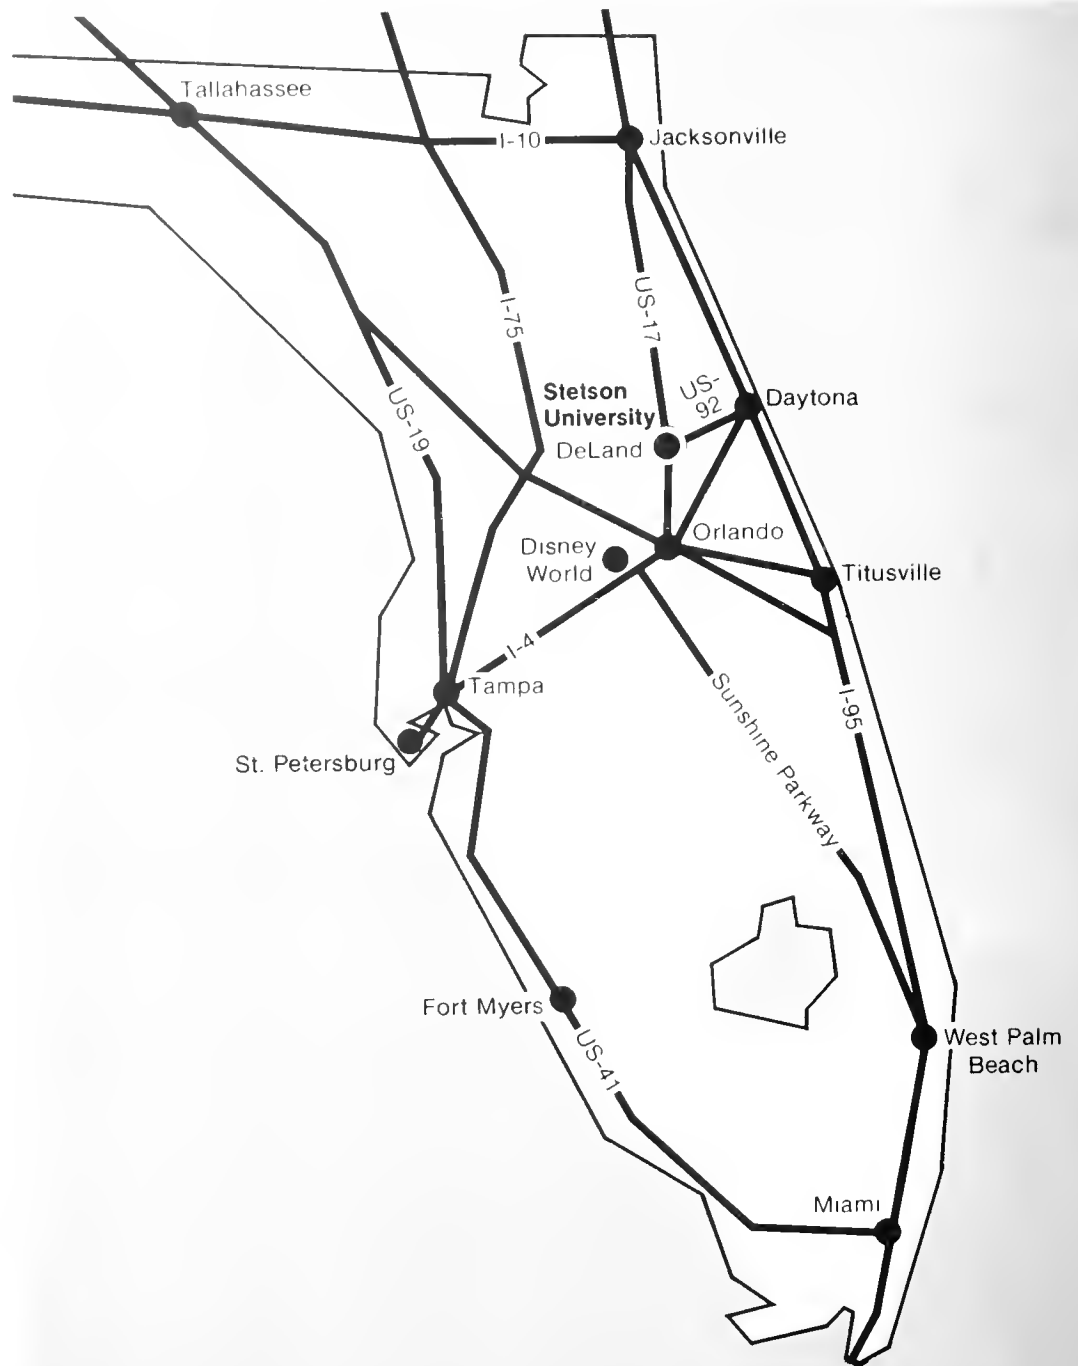 Tallahassee
I-10
Jacksonville
I-75
US-17
US-19
Stetson
University
DeLand
US-
92
Daytona
Orlando
Disney
World
Titusville
I-4
Tampa
Sunshine Parkway
I-95
St. Petersburg
Fort Myers
US-41
West Palm
Beach
Miami